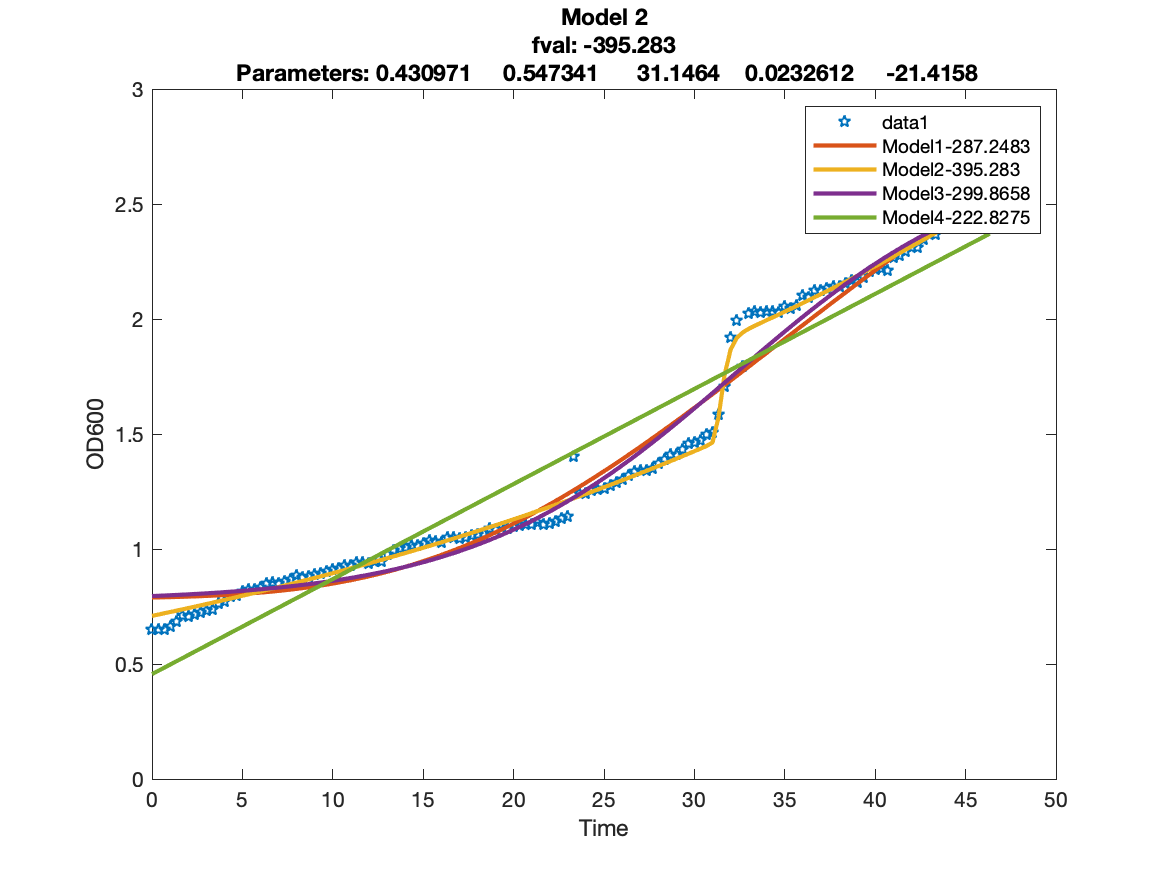 Model 2
fval: -395.283
Parameters: 0.430971 0.547341 31.1464 0.0232612 -21.4158
3
2.5
2
1.5
1
0.5
0
OD600
data1
Model1-287.2483
Model2-395.283
Model3-299.8658
Model4-222.8275
0 5 10 15 20 25 30 35 40 45 50
Time